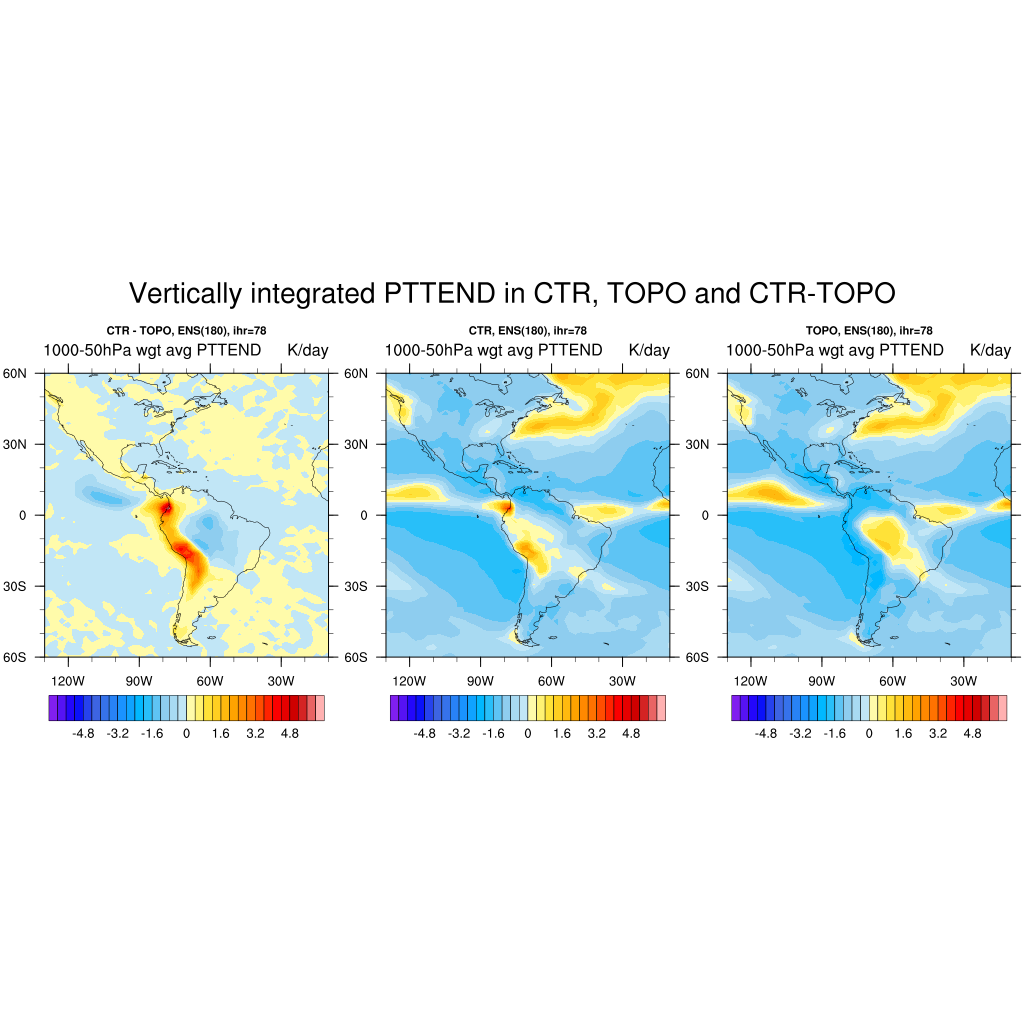 Vertically integrated PTTEND in CTR, TOPO and CTR-TOPO
CTR - TOPO, ENS(180), ihr=78
1000-50hPa wgt avg PTTEND K/day
60N
30N
0
30S
60S
120W 90W 60W 30W
-4.8 -3.2 -1.6 0 1.6 3.2 4.8
CTR, ENS(180), ihr=78
1000-50hPa wgt avg PTTEND K/day
60N
30N
0
30S
60S
120W 90W 60W 30W
-4.8 -3.2 -1.6 0 1.6 3.2 4.8
TOPO, ENS(180), ihr=78
1000-50hPa wgt avg PTTEND K/day
60N
30N
0
30S
60S
120W 90W 60W 30W
-4.8 -3.2 -1.6 0 1.6 3.2 4.8